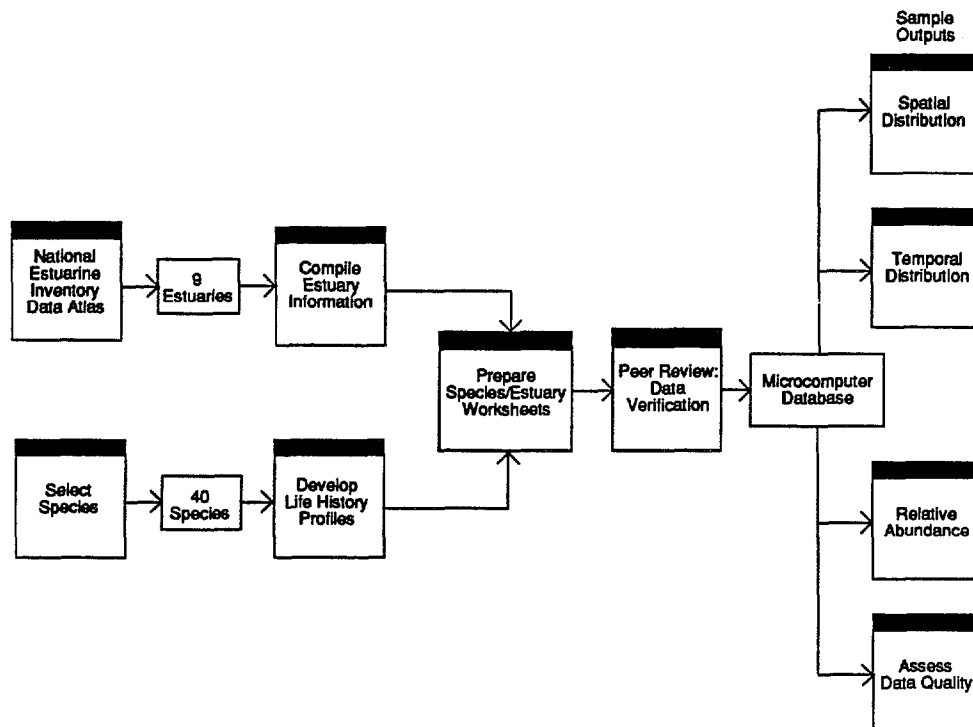 Sample
Outputs
Spatial
Distribution
National
Estuarine
Inventory
Data Atlas
9
Estuaries
Compile
Estuary
Information
Temporal
Distribution
Prepare
Species/Estuary
Worksheets
Peer Review:
Data
Verification
Microcomputer
Database
Select
Species
40
Species
Develop
Life History
Profiles
Relative
Abundance
Assess
Data Quality